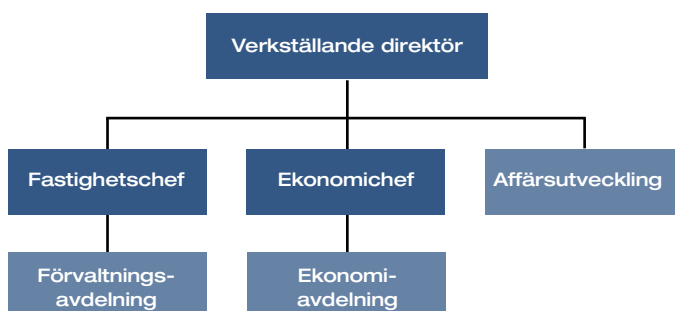 Verkställande direktör
Fastighetschef
Ekonomichef
Affärsutveckling
Förvaltnings-
avdelning
Ekonomi-
avdelning